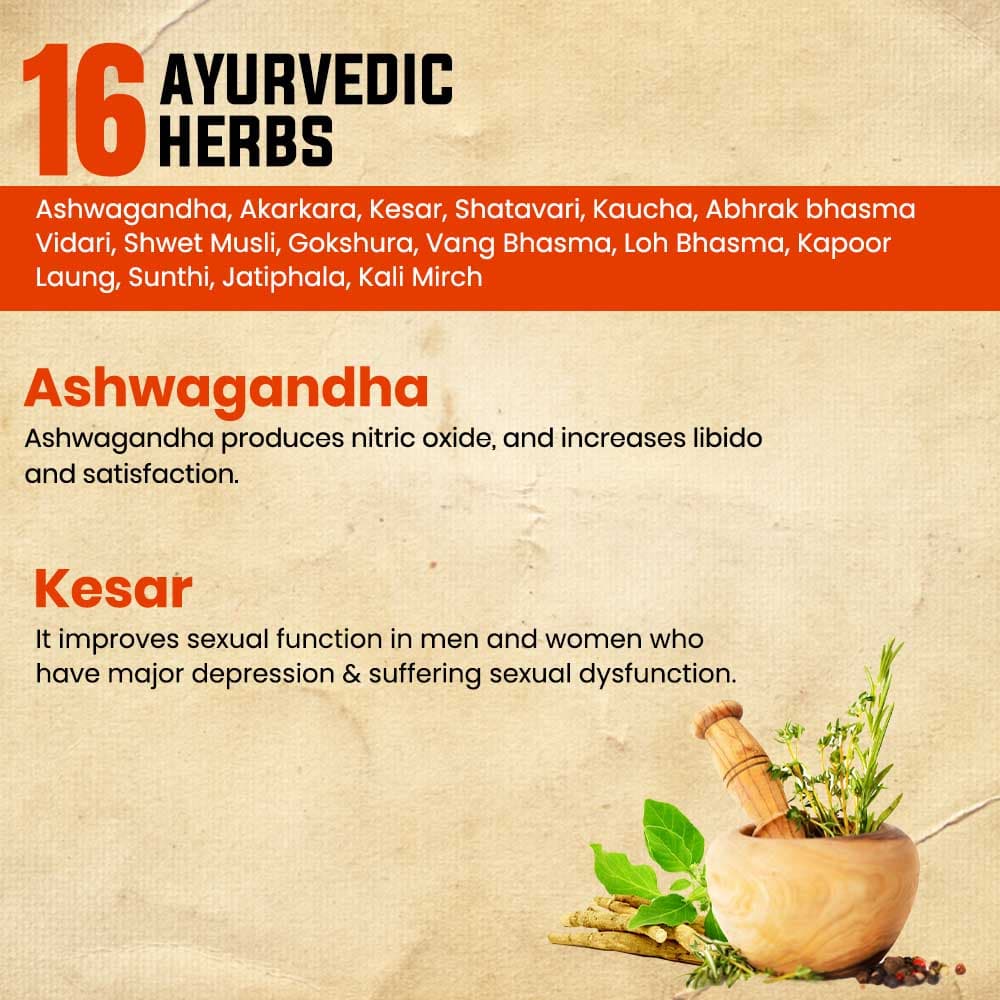 16 AYURVEDIC
HERBS
Ashwagandha, Akarkara, Kesar, Shatavari, Kaucha, Abhrak bhasma
Vidari, Shwet Musli, Gokshura, Vang Bhasma, Loh Bhasma, Kapoor
Laung, Sunthi, Jatiphala, Kali Mirch
Ashwagandha
Ashwagandha produces nitric oxide, and increases libido
and satisfaction.
Kesar
It improves sexual function in men and women who
have major depression & suffering sexual dysfunction.